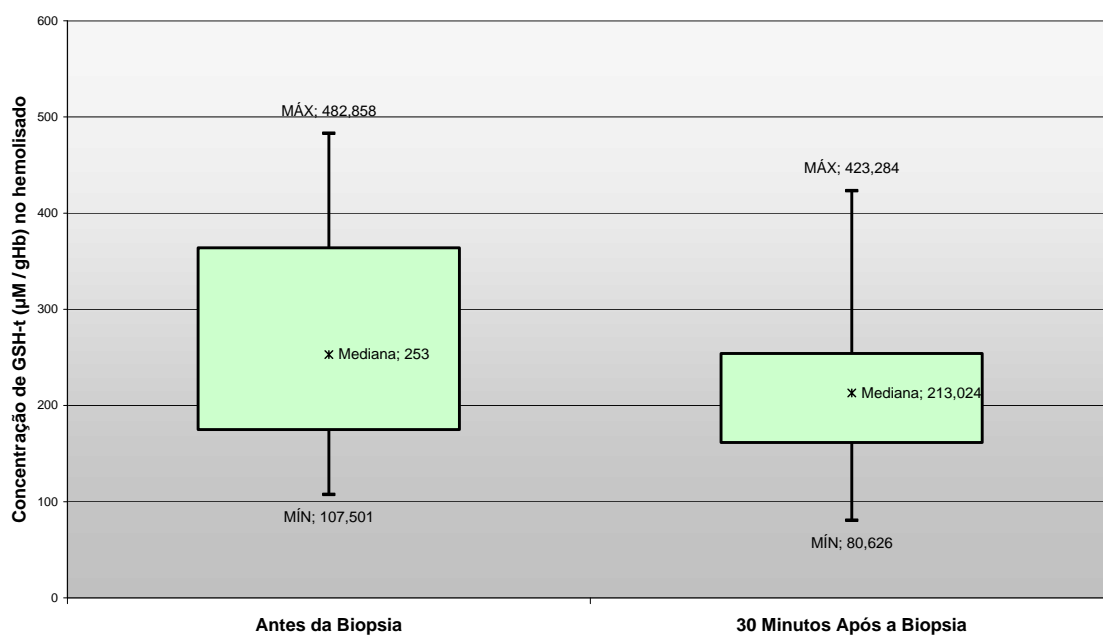 Concentração de GSH-t (µM / gHb) no hemolisado
600
500
400
300
200
100
0
MÁX; 482,858
Mediana; 253
MÍN; 107,501
MÁX; 423,284
Mediana; 213,024
MÍN; 80,626
Antes da Biopsia
30 Minutos Após a Biopsia